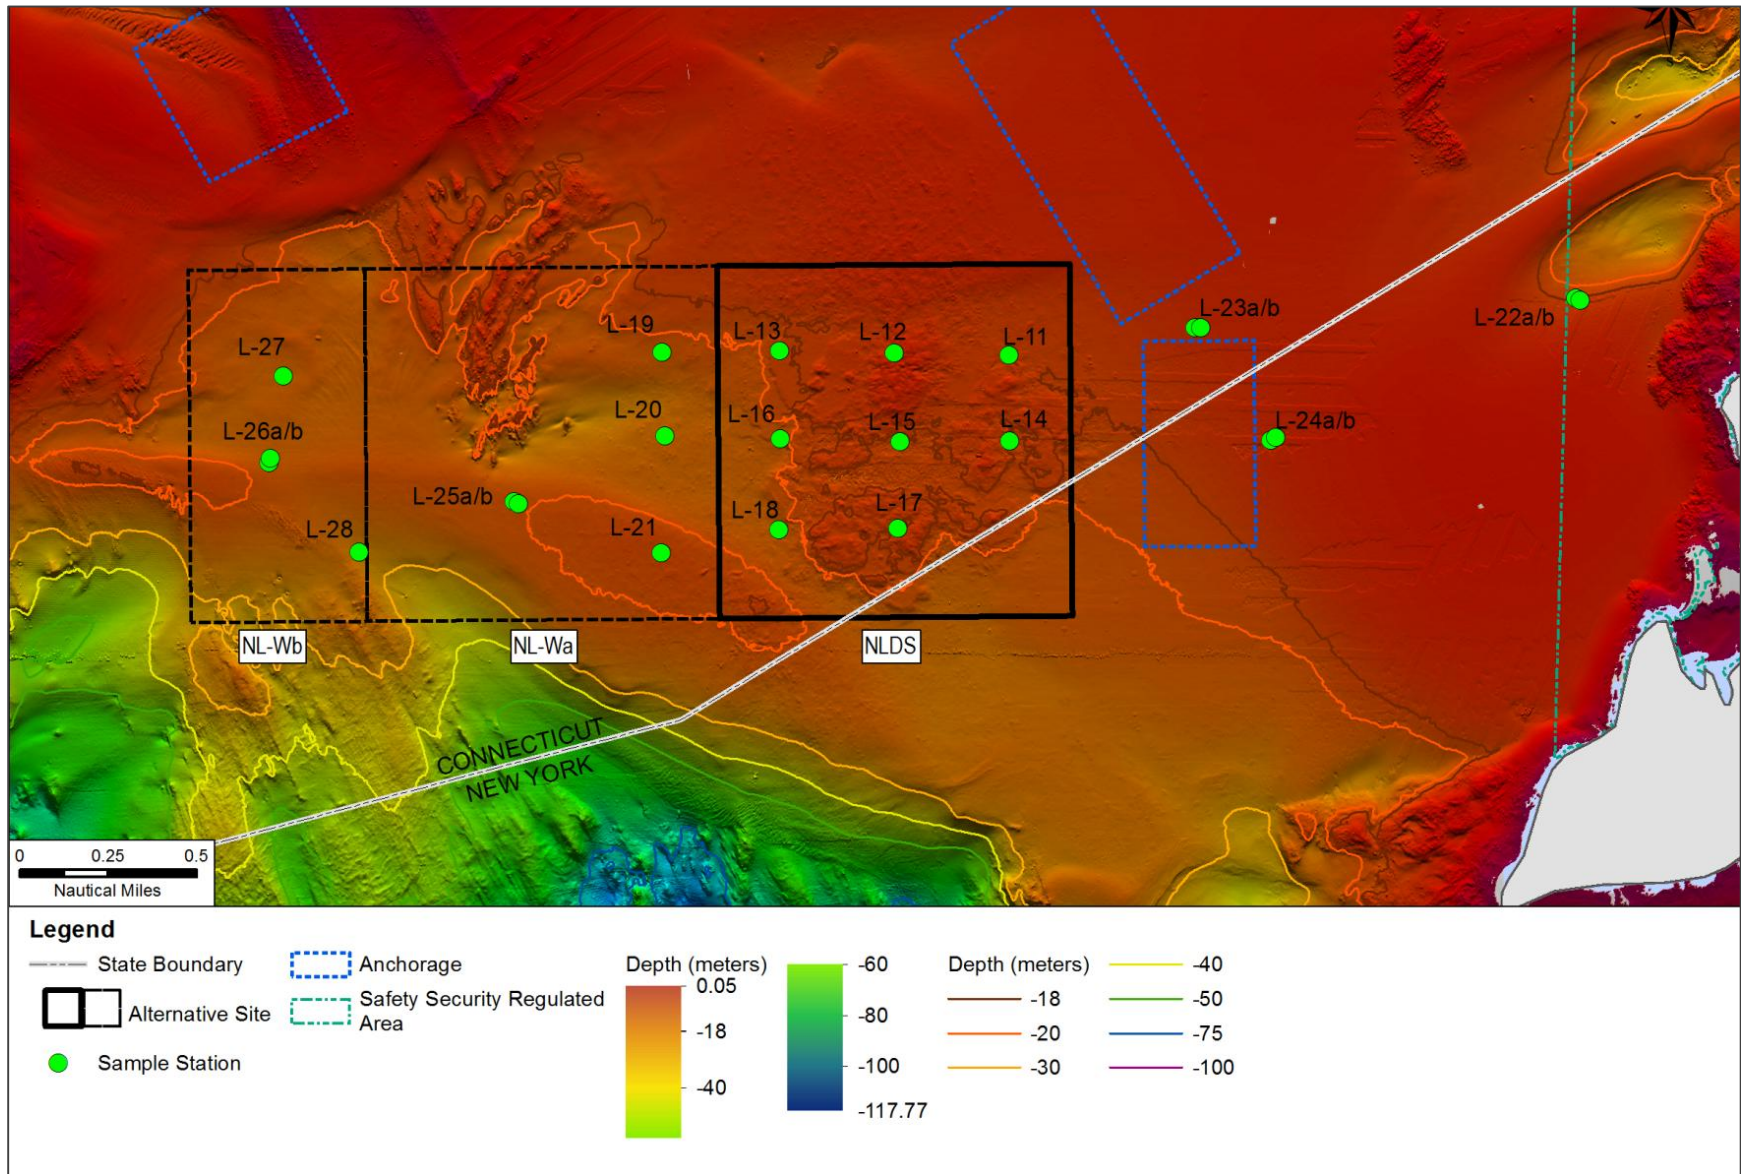 L-19
L-13
L-12
L-11
L-23a/b
L-22a/b
L-27
L-20
L-16
L-15
L-14
L-24a/b
L-26a/b
L-25a/b
L-28
L-21
L-18
L-17
NL-Wb
NL-Wa
NLDS
CONNECTICUT
NEW YORK
0 0.25 0.5
Nautical Miles
Legend
State Boundary
Alternative Site
Sample Station
Anchorage
Safety Security Regulated
Area
Depth (meters)
0.05
-18
-40
-60
-80
-100
-117.77
Depth (meters)
-18
-20
-30
-40
-50
-75
-100